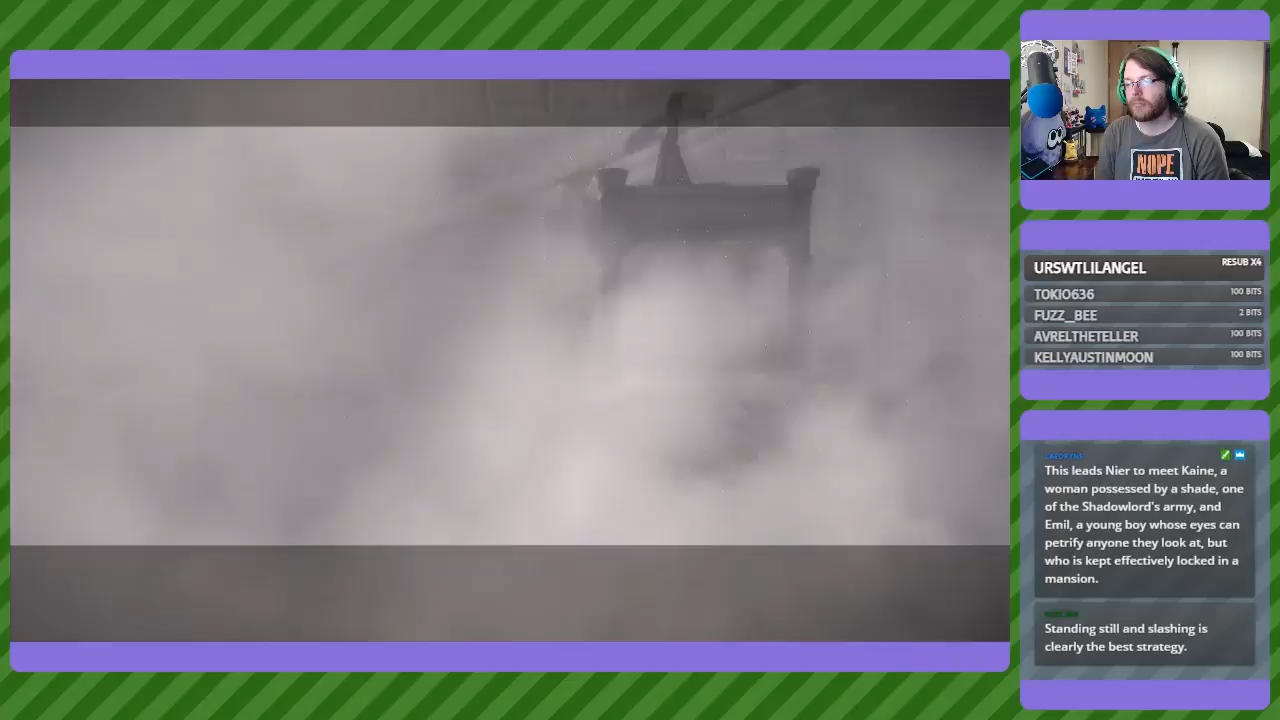 NOPE
URSWTLILANGEL RESUB X4
TOKIO636 100 BITS
FUZZ_BEE 2 BITS
AVRELTHETELLER 100 BITS
KELLYAUSTINMOON 100 BITS
This leads Nier to meet Kaine, a
woman possessed by a shade, one
of the Shadowlord's army, and
Emil, a young boy whose eyes can
petrify anyone they look at, but
who is kept effectively locked in a
mansion.
Standing still and slashing is
clearly the best strategy.